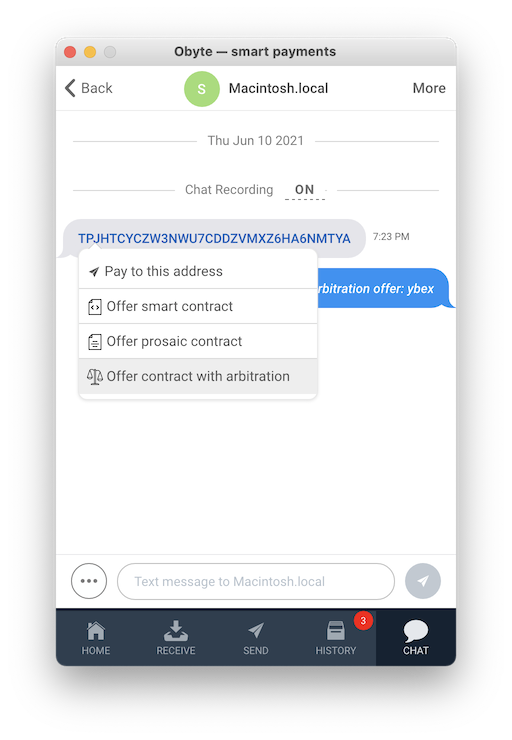 Obyte — smart payments
Back
S
Macintosh.local
More
Thu Jun 10 2021
Chat Recording ON
TPJHTCYCZW3NWU7CDDZVMXZ6HA6NMTYA
7:23 PM
Pay to this address
rbitration offer: ybex
Offer smart contract
Offer prosaic contract
Offer contract with arbitration
Text message to Macintosh.local
3
HOME RECEIVE SEND HISTORY CHAT